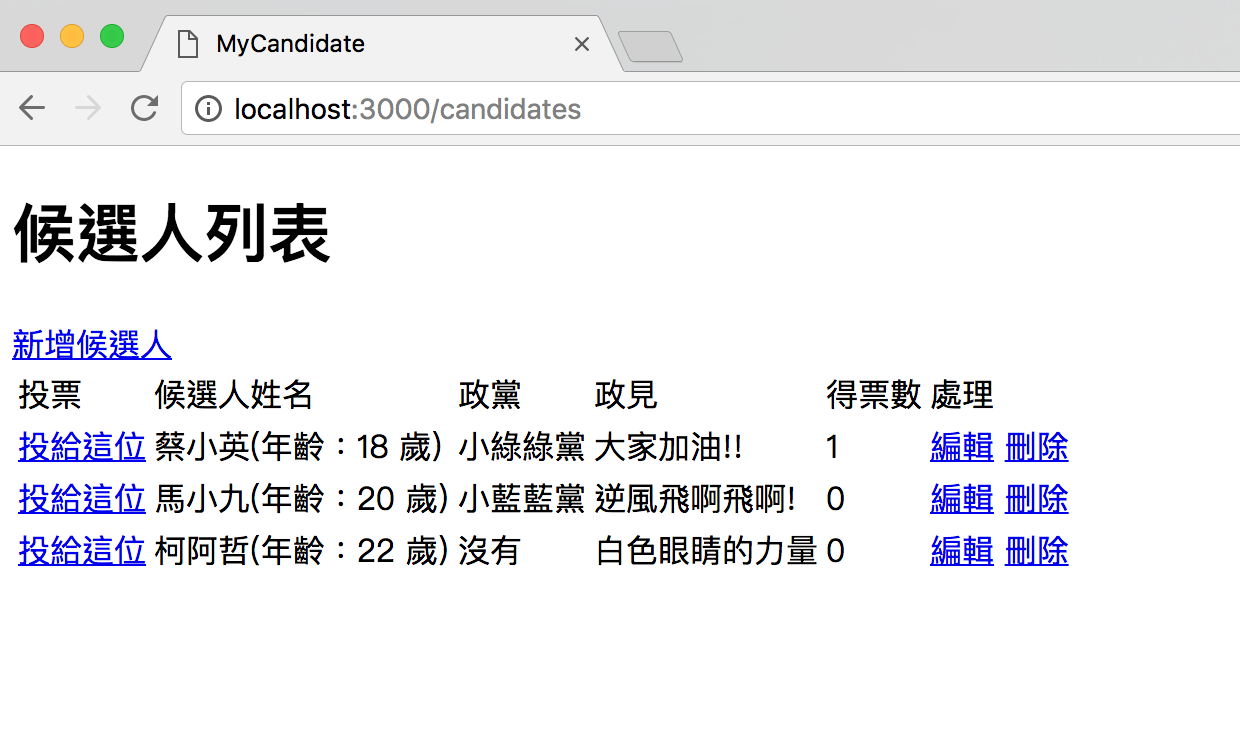 MyCandidate
localhost:3000/candidates
候選人列表
新增候選人
投票 候選人姓名 政黨 政見 得票數 處理
投給這位 蔡小英(年齡：18 歲) 小綠綠黨 大家加油!! 1 編輯 刪除
投給這位 馬小九(年齡：20 歲) 小藍藍黨 逆風飛啊飛啊! 0 編輯 刪除
投給這位 柯阿哲(年齡：22 歲) 沒有 白色眼睛的力量 0 編輯 刪除